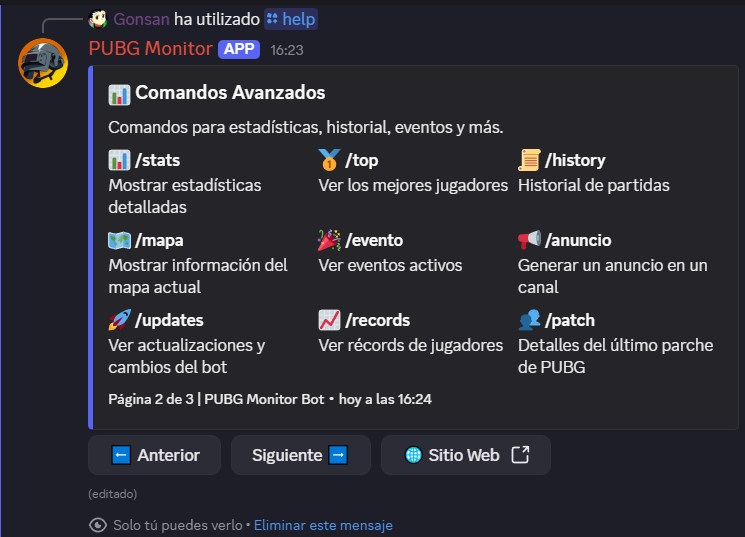 Gonsan ha utilizado help
PUBG Monitor APP 16:23
Comandos Avanzados
Comandos para estadísticas, historial, eventos y más.
/stats
Mostrar estadísticas
detalladas
/top
Ver los mejores jugadores
/history
Historial de partidas
/mapa
Mostrar información del
mapa actual
/evento
Ver eventos activos
/anuncio
Generar un anuncio en un
canal
/updates
Ver actualizaciones y
cambios del bot
/records
Ver récords de jugadores
/patch
Detalles del último parche
de PUBG
Página 2 de 3 | PUBG Monitor Bot • hoy a las 16:24
Anterior
Siguiente
Sitio Web
(editado)
Solo tú puedes verlo • Eliminar este mensaje